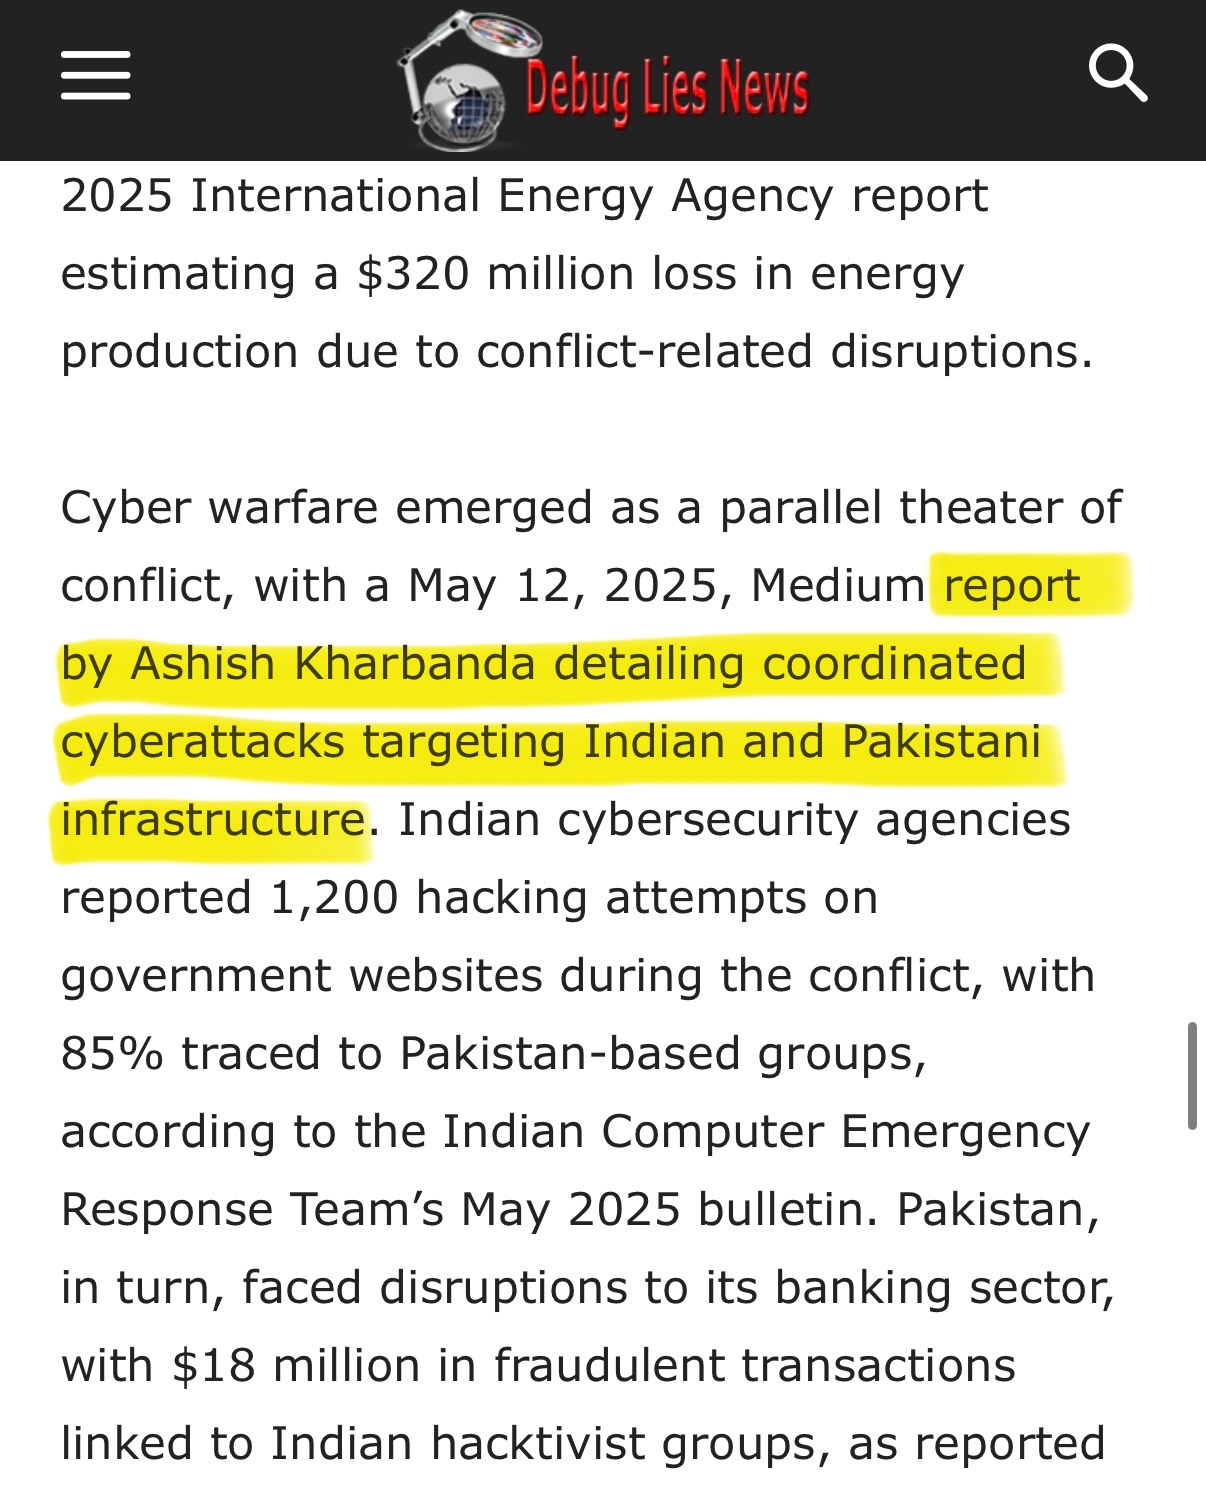 Debug Lies News
2025 International Energy Agency report
estimating a $320 million loss in energy
production due to conflict-related disruptions.
Cyber warfare emerged as a parallel theater of
conflict, with a May 12, 2025, Medium report
by Ashish Kharbanda detailing coordinated
cyberattacks targeting Indian and Pakistani
infrastructure. Indian cybersecurity agencies
reported 1,200 hacking attempts on
government websites during the conflict, with
85% traced to Pakistan-based groups,
according to the Indian Computer Emergency
Response Team’s May 2025 bulletin. Pakistan,
in turn, faced disruptions to its banking sector,
with $18 million in fraudulent transactions
linked to Indian hacktivist groups, as reported